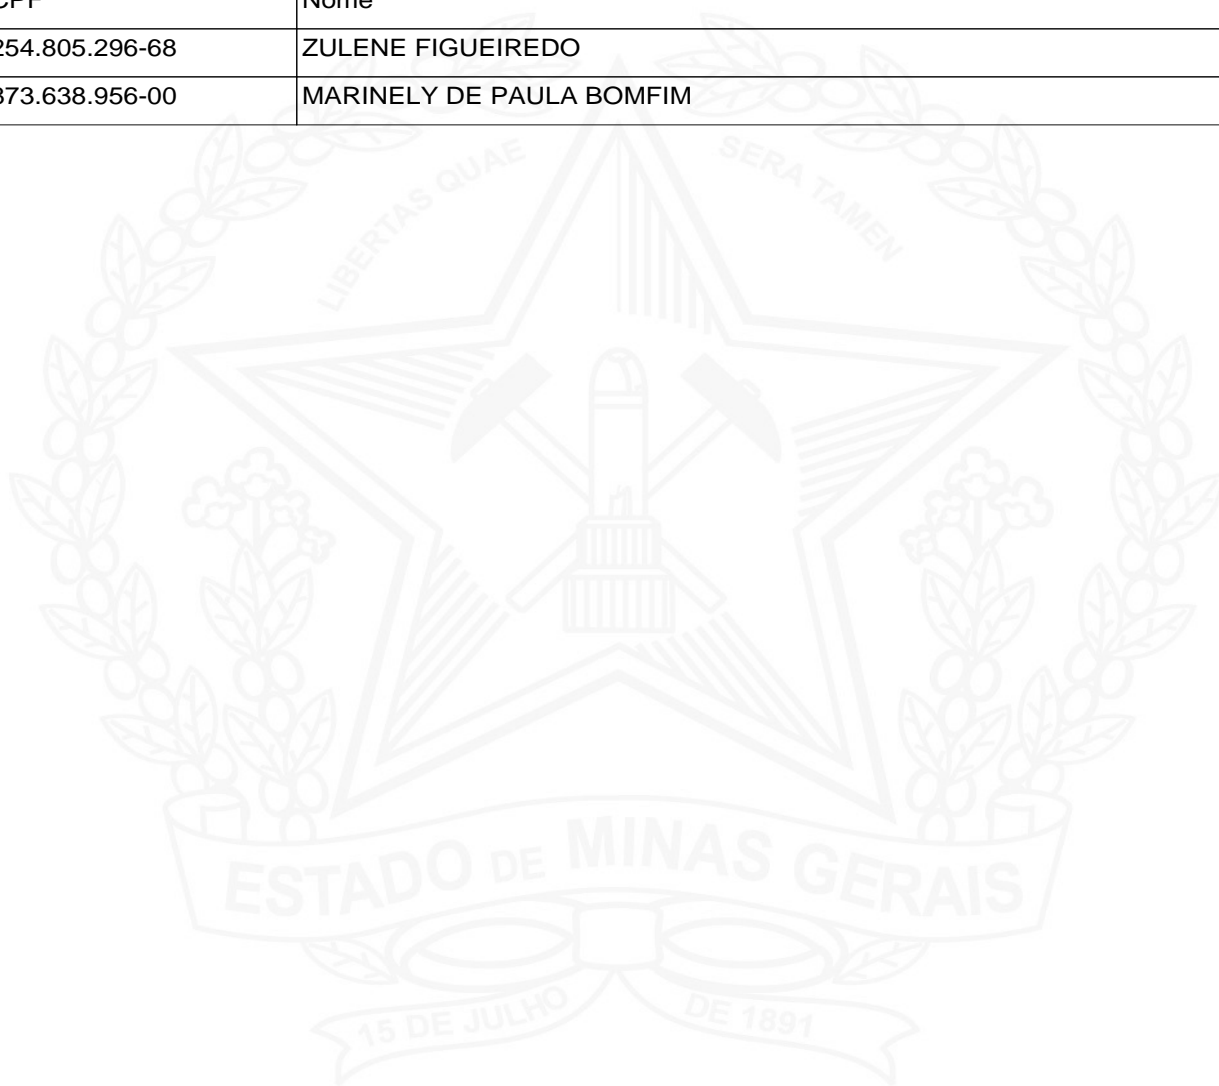 CPF Nome
254.805.296-68 ZULENE FIGUEIREDO
873.638.956-00 MARINELY DE PAULA BOMFIM
LIBERTAS QUAE SERA TAMEN
ESTADO DE MINAS GERAIS
15 DE JULHO DE 1891